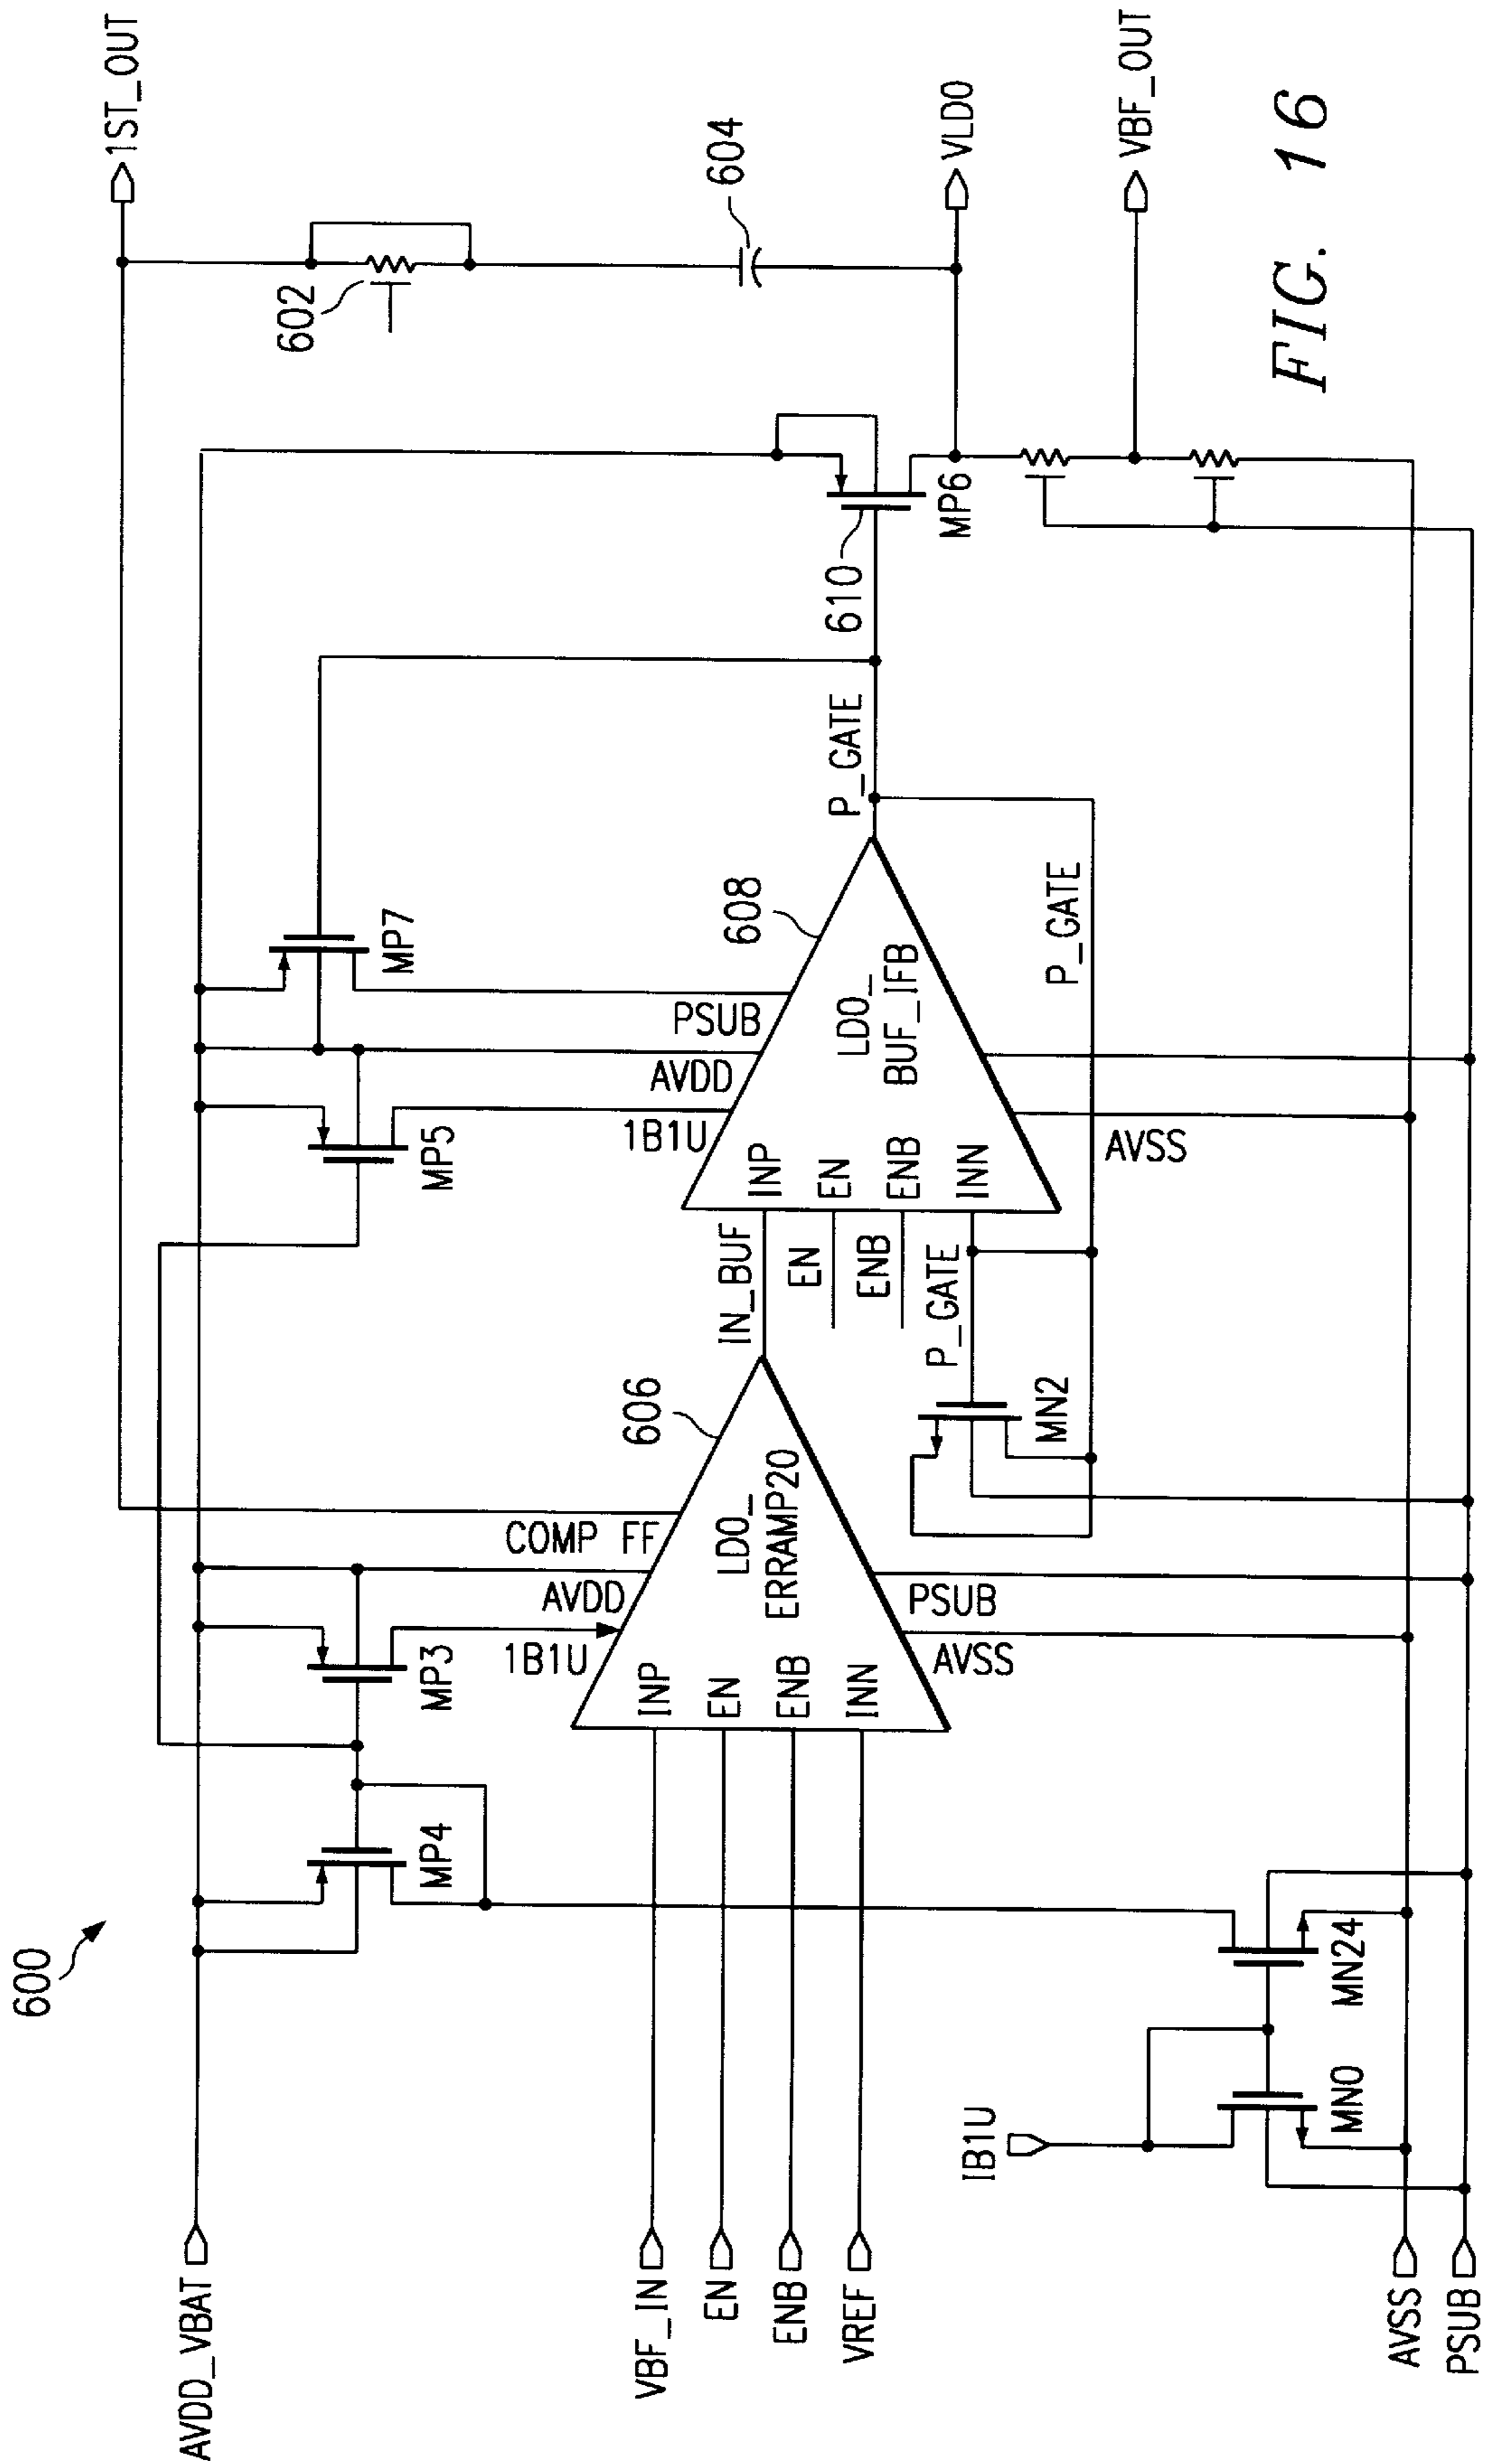 600
AVDD_VBAT
1ST_OUT
602
604
VLDO
VBF_OUT
MP4
MP3
MP5
MP7
1B1U
AVDD
COMP FF
606
LDO_
ERRAMP20
INP
EN
ENB
INN
AVSS
PSUB
IN_BUF
EN
ENB
P_GATE
1B1U
AVDD
PSUB
608
LDO_
BUF_IFB
INP
EN
ENB
INN
AVSS
P_GATE
P_GATE
610
MP6
MN2
VBF_IN
EN
ENB
VREF
IB1U
MN0
MN24
AVSS
PSUB
FIG. 16